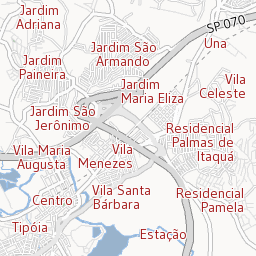 Jardim
Adriana
SP 070
Jardim São
Armando
Una
Jardim
Paineira
Jardim
Maria Eliza
Vila
Celeste
Jardim São
Jerônimo
Residencial
Palmas de
Itaquá
Vila Maria
Augusta
Vila
Menezes
Vila Santa
Bárbara
Centro
Residencial
Pamela
Tipóia
Estação